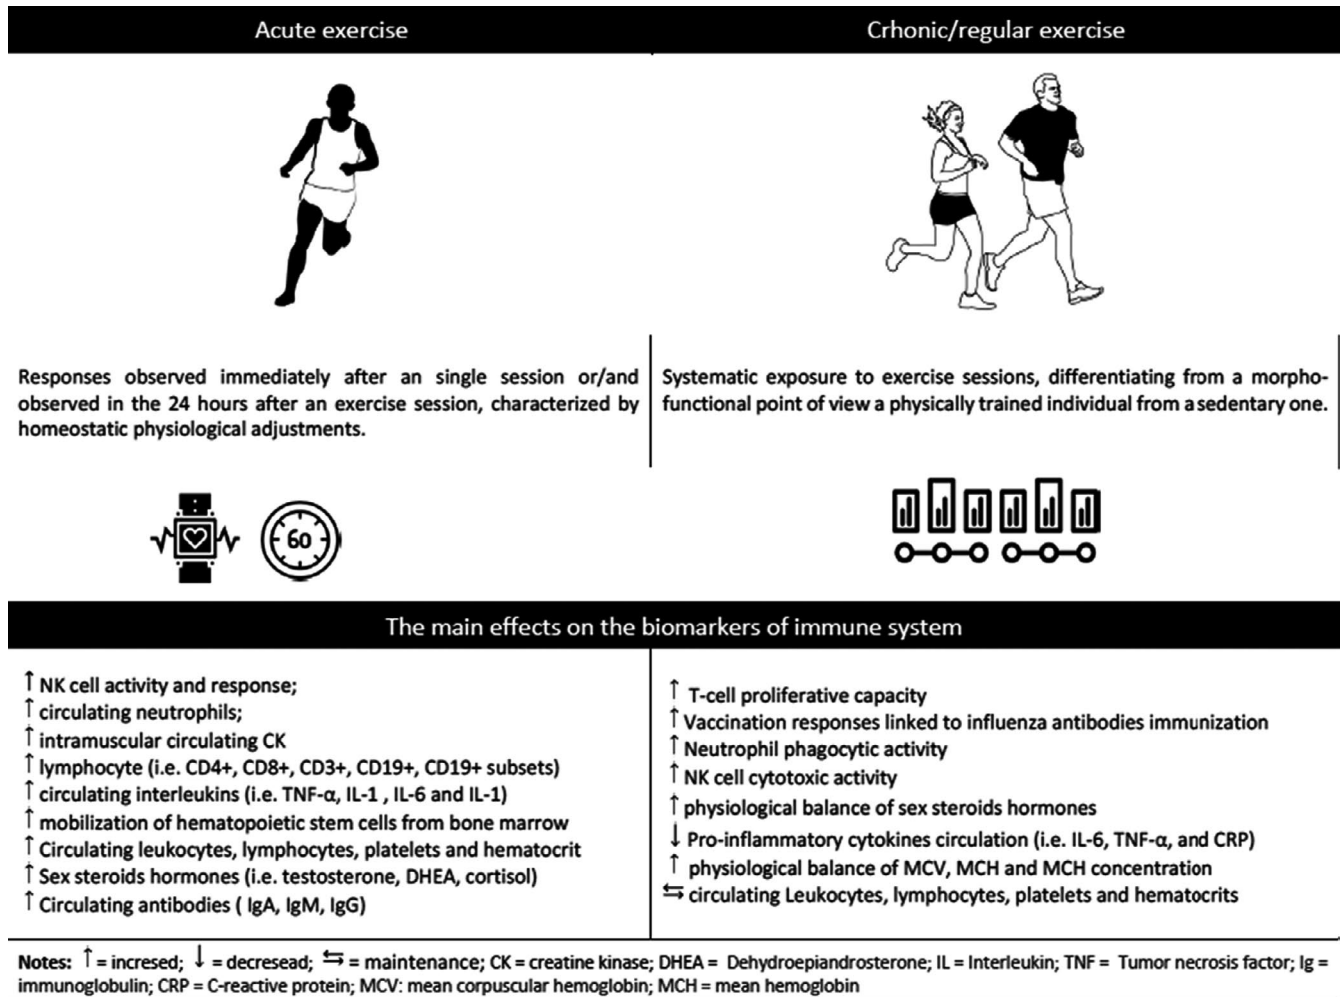 Acute exercise
Crhonic/regular exercise
Responses observed immediately after an single session or/and
observed in the 24 hours after an exercise session, characterized by
homeostatic physiological adjustments.
Systematic exposure to exercise sessions, differentiating from a morpho-
functional point of view a physically trained individual from a sedentary one.
60
The main effects on the biomarkers of immune system
↑ NK cell activity and response;
↑ circulating neutrophils;
↑ intramuscular circulating CK
↑ lymphocyte (i.e. CD4+, CD8+, CD3+, CD19+, CD19+ subsets)
↑ circulating interleukins (i.e. TNF-α, IL-1 , IL-6 and IL-1)
↑ mobilization of hematopoietic stem cells from bone marrow
↑ Circulating leukocytes, lymphocytes, platelets and hematocrit
↑ Sex steroids hormones (i.e. testosterone, DHEA, cortisol)
↑ Circulating antibodies ( IgA, IgM, IgG)
↑ T-cell proliferative capacity
↑ Vaccination responses linked to influenza antibodies immunization
↑ Neutrophil phagocytic activity
↑ NK cell cytotoxic activity
↑ physiological balance of sex steroids hormones
↓ Pro-inflammatory cytokines circulation (i.e. IL-6, TNF-α, and CRP)
↑ physiological balance of MCV, MCH and MCH concentration
⇆ circulating Leukocytes, lymphocytes, platelets and hematocrits
Notes: ↑ = incresed; ↓ = decresead; ⇆ = maintenance; CK = creatine kinase; DHEA = Dehydroepiandrosterone; IL = Interleukin; TNF = Tumor necrosis factor; Ig =
immunoglobulin; CRP = C-reactive protein; MCV: mean corpuscular hemoglobin; MCH = mean hemoglobin